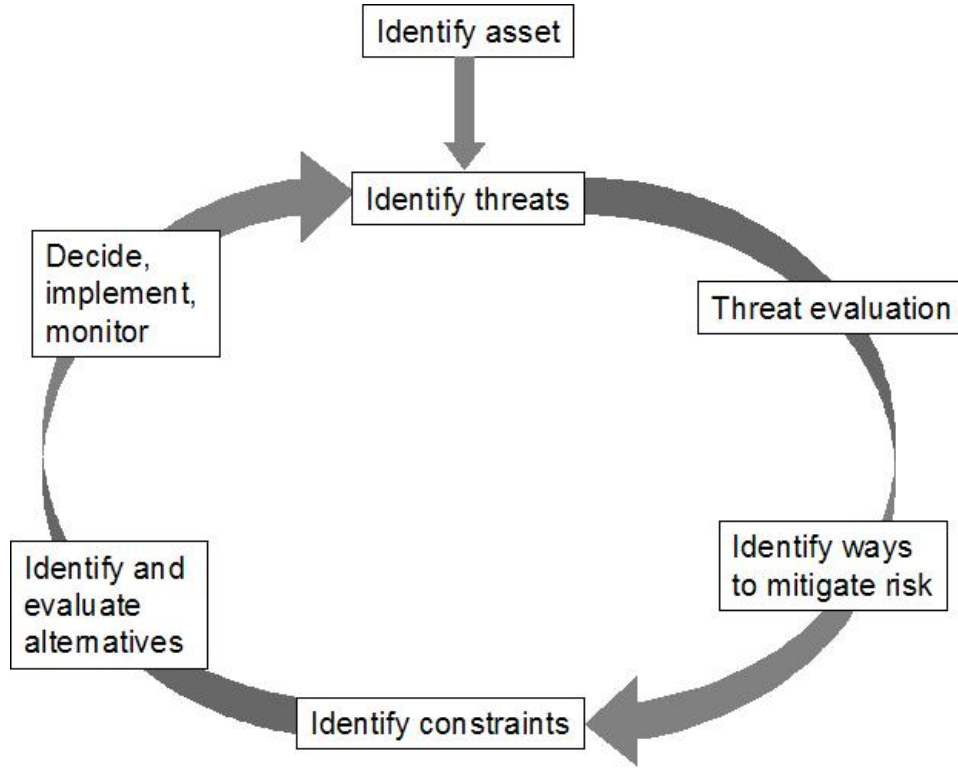 Identify asset
Identify threats
Threat evaluation
Identify ways
to mitigate risk
Identify constraints
Identify and
evaluate
alternatives
Decide,
implement,
monitor